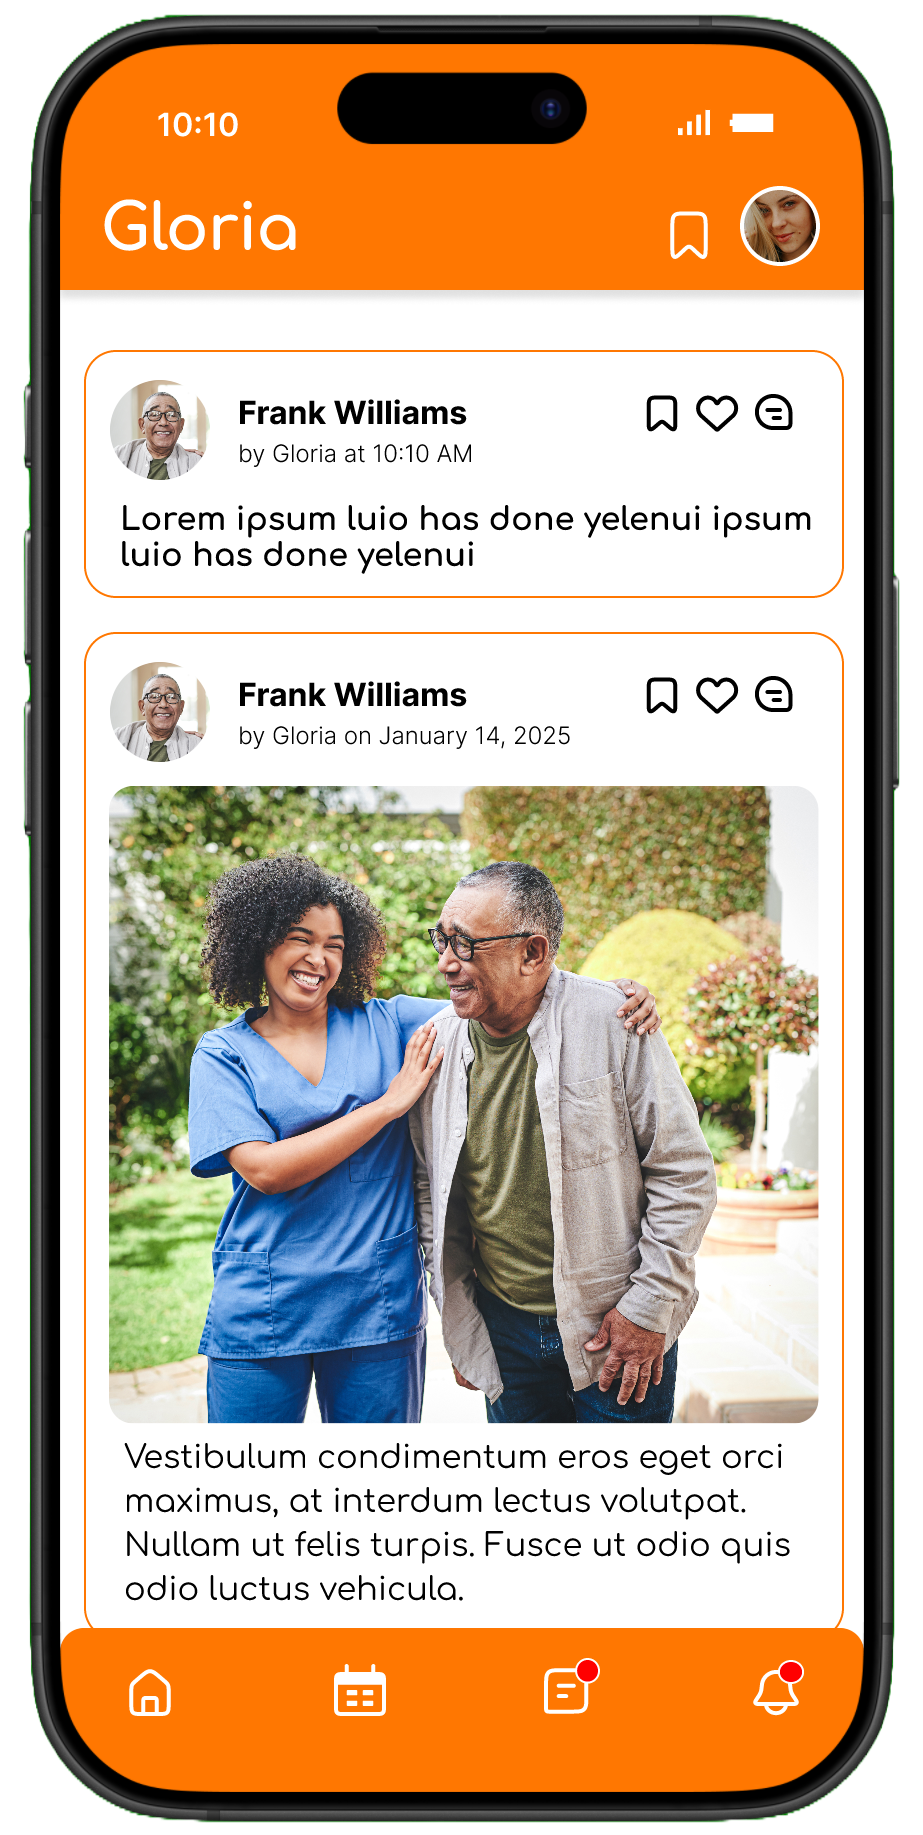 10:10
Gloria
Frank Williams
by Gloria at 10:10 AM
Lorem ipsum luio has done yelenui ipsum
luio has done yelenui
Frank Williams
by Gloria on January 14, 2025
Vestibulum condimentum eros eget orci
maximus, at interdum lectus volutpat.
Nullam ut felis turpis. Fusce ut odio quis
odio luctus vehicula.